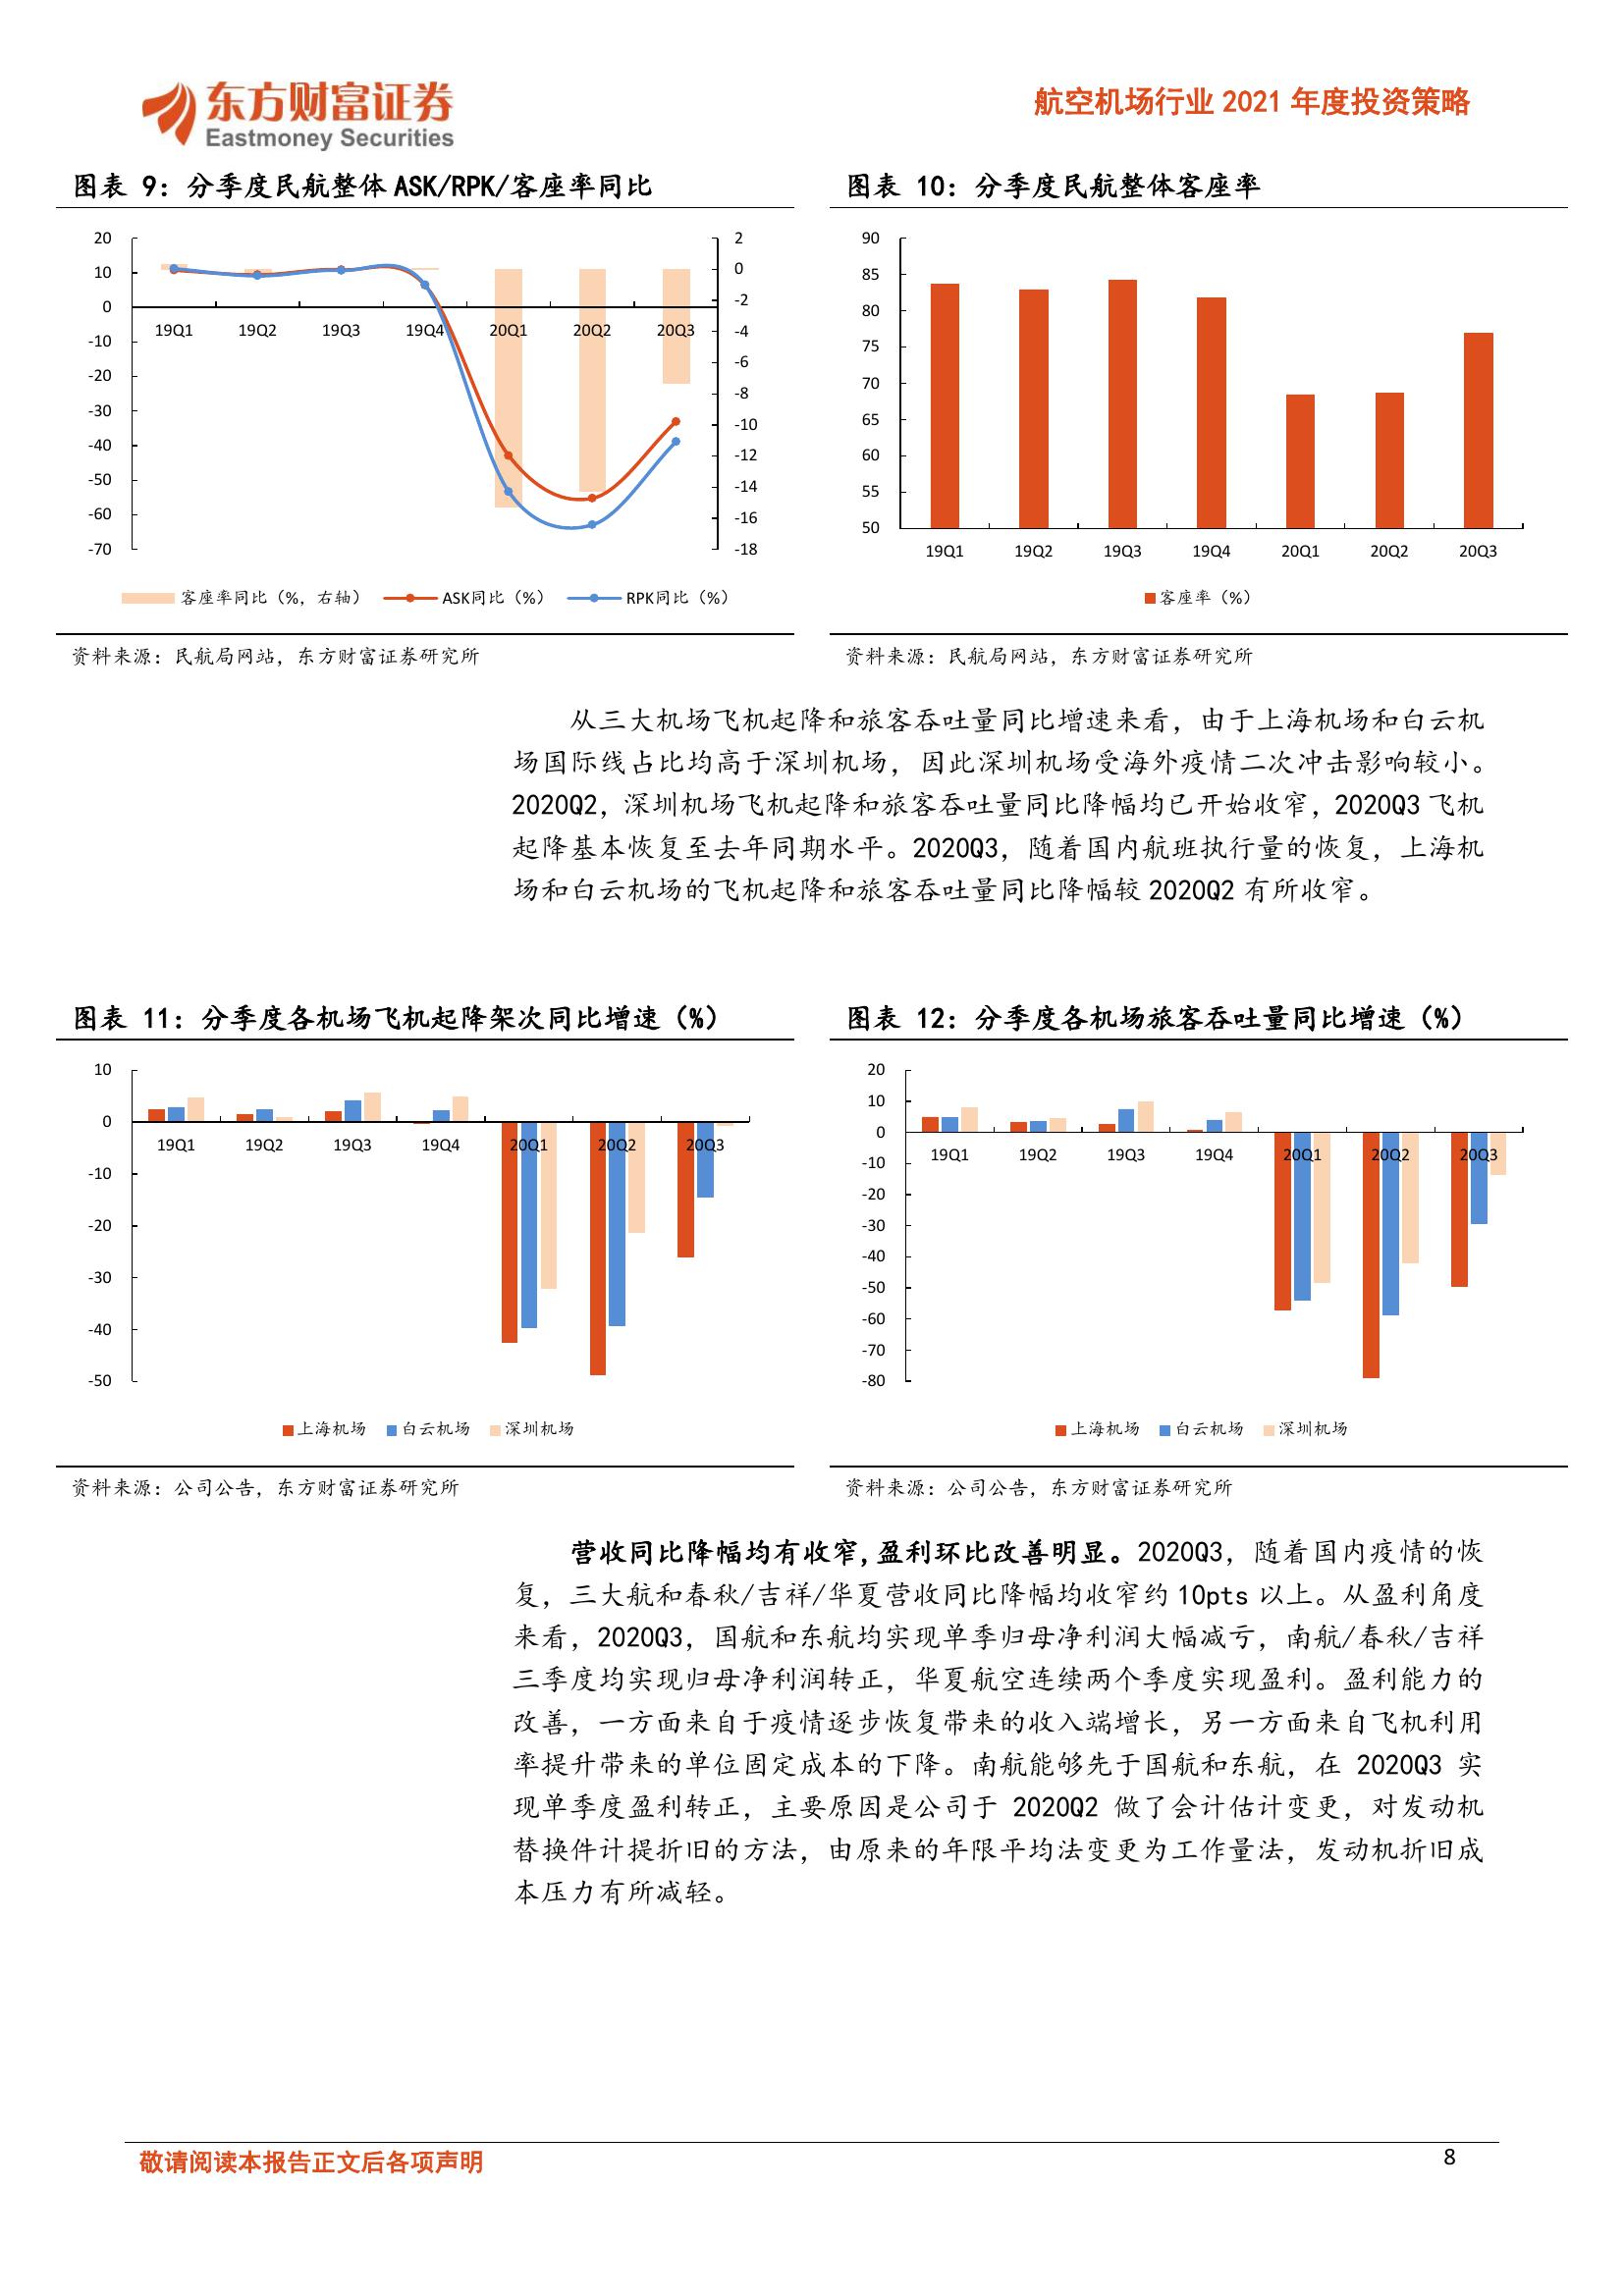 东方财富证券
Eastmoney Securities
航空机场行业 2021 年度投资策略
图表 9：分季度民航整体 ASK/RPK/客座率同比
20
10
0
-10
-20
-30
-40
-50
-60
-70
19Q1 19Q2 19Q3 19Q4 20Q1 20Q2 20Q3
2
0
-2
-4
-6
-8
-10
-12
-14
-16
-18
客座率同比（%，右轴） ASK同比（%） RPK同比（%）
资料来源：民航局网站，东方财富证券研究所
图表 10：分季度民航整体客座率
90
85
80
75
70
65
60
55
50
19Q1 19Q2 19Q3 19Q4 20Q1 20Q2 20Q3
客座率（%）
资料来源：民航局网站，东方财富证券研究所
从三大机场飞机起降和旅客吞吐量同比增速来看，由于上海机场和白云机
场国际线占比均高于深圳机场，因此深圳机场受海外疫情二次冲击影响较小。
2020Q2，深圳机场飞机起降和旅客吞吐量同比降幅均已开始收窄，2020Q3 飞机
起降基本恢复至去年同期水平。2020Q3，随着国内航班执行量的恢复，上海机
场和白云机场的飞机起降和旅客吞吐量同比降幅较 2020Q2 有所收窄。
图表 11：分季度各机场飞机起降架次同比增速（%）
10
0
-10
-20
-30
-40
-50
19Q1 19Q2 19Q3 19Q4 20Q1 20Q2 20Q3
上海机场 白云机场 深圳机场
资料来源：公司公告，东方财富证券研究所
图表 12：分季度各机场旅客吞吐量同比增速（%）
20
10
0
-10
-20
-30
-40
-50
-60
-70
-80
19Q1 19Q2 19Q3 19Q4 20Q1 20Q2 20Q3
上海机场 白云机场 深圳机场
资料来源：公司公告，东方财富证券研究所
营收同比降幅均有收窄,盈利环比改善明显。2020Q3，随着国内疫情的恢
复，三大航和春秋/吉祥/华夏营收同比降幅均收窄约 10pts 以上。从盈利角度
来看，2020Q3，国航和东航均实现单季归母净利润大幅减亏，南航/春秋/吉祥
三季度均实现归母净利润转正，华夏航空连续两个季度实现盈利。盈利能力的
改善，一方面来自于疫情逐步恢复带来的收入端增长，另一方面来自飞机利用
率提升带来的单位固定成本的下降。南航能够先于国航和东航，在 2020Q3 实
现单季度盈利转正，主要原因是公司于 2020Q2 做了会计估计变更，对发动机
替换件计提折旧的方法，由原来的年限平均法变更为工作量法，发动机折旧成
本压力有所减轻。
敬请阅读本报告正文后各项声明
8